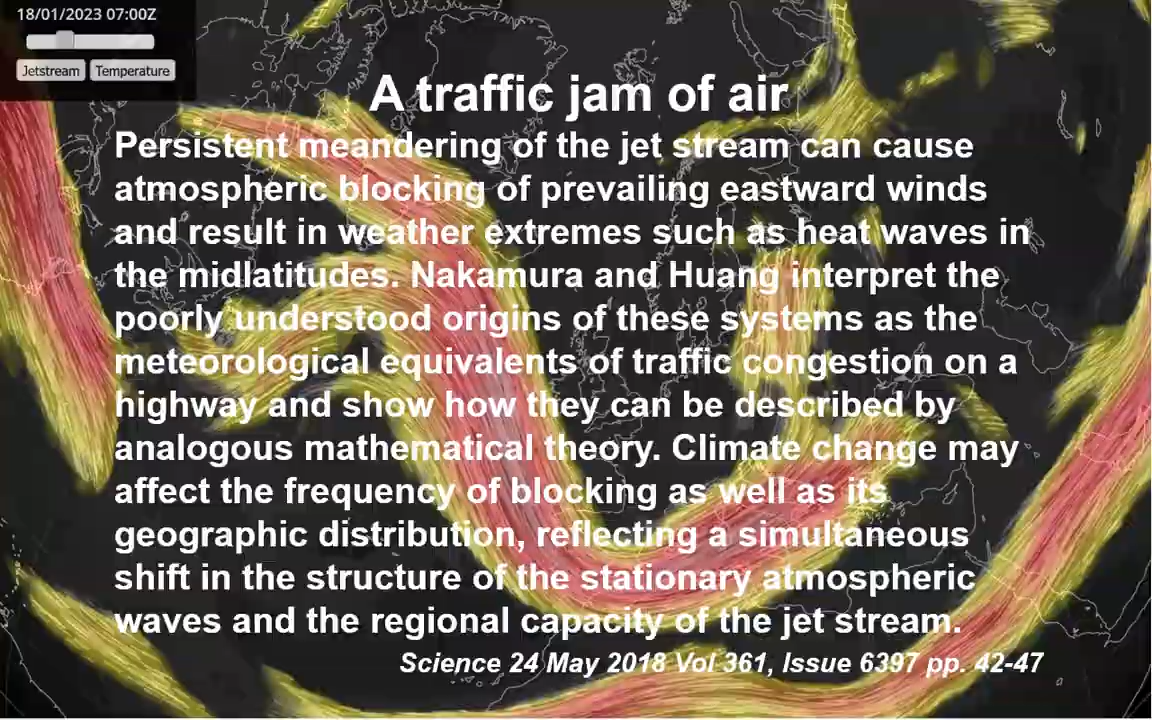 18/01/2023 07:00Z
Jetstream Temperature
A traffic jam of air
Persistent meandering of the jet stream can cause
atmospheric blocking of prevailing eastward winds
and result in weather extremes such as heat waves in
the midlatitudes. Nakamura and Huang interpret the
poorly understood origins of these systems as the
meteorological equivalents of traffic congestion on a
highway and show how they can be described by
analogous mathematical theory. Climate change may
affect the frequency of blocking as well as its
geographic distribution, reflecting a simultaneous
shift in the structure of the stationary atmospheric
waves and the regional capacity of the jet stream.
Science 24 May 2018 Vol 361, Issue 6397 pp. 42-47